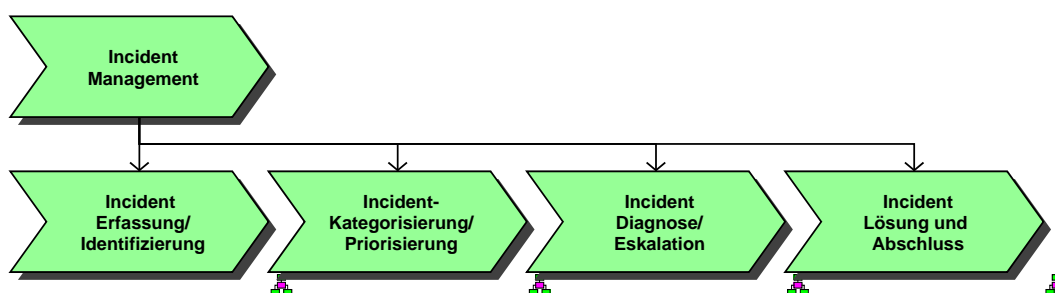 Incident
Management
Incident
Erfassung/
Identifizierung
Incident-
Kategorisierung/
Priorisierung
Incident
Diagnose/
Eskalation
Incident
Lösung und
Abschluss